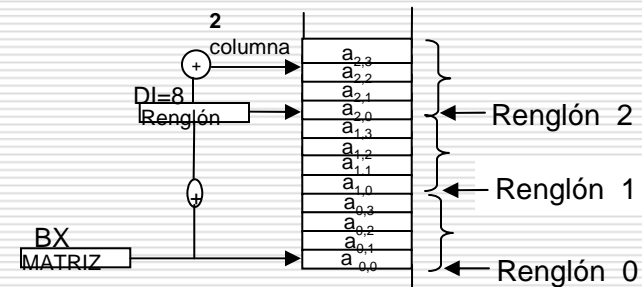 2
columna
+
DI=8
Renglón
+
BX
MATRIZ
a2,3
a2,2
a2,1
a2,0
a1,3
a1,2
a1,1
a1,0
a0,3
a0,2
a0,1
a0,0
Renglón 2
Renglón 1
Renglón 0